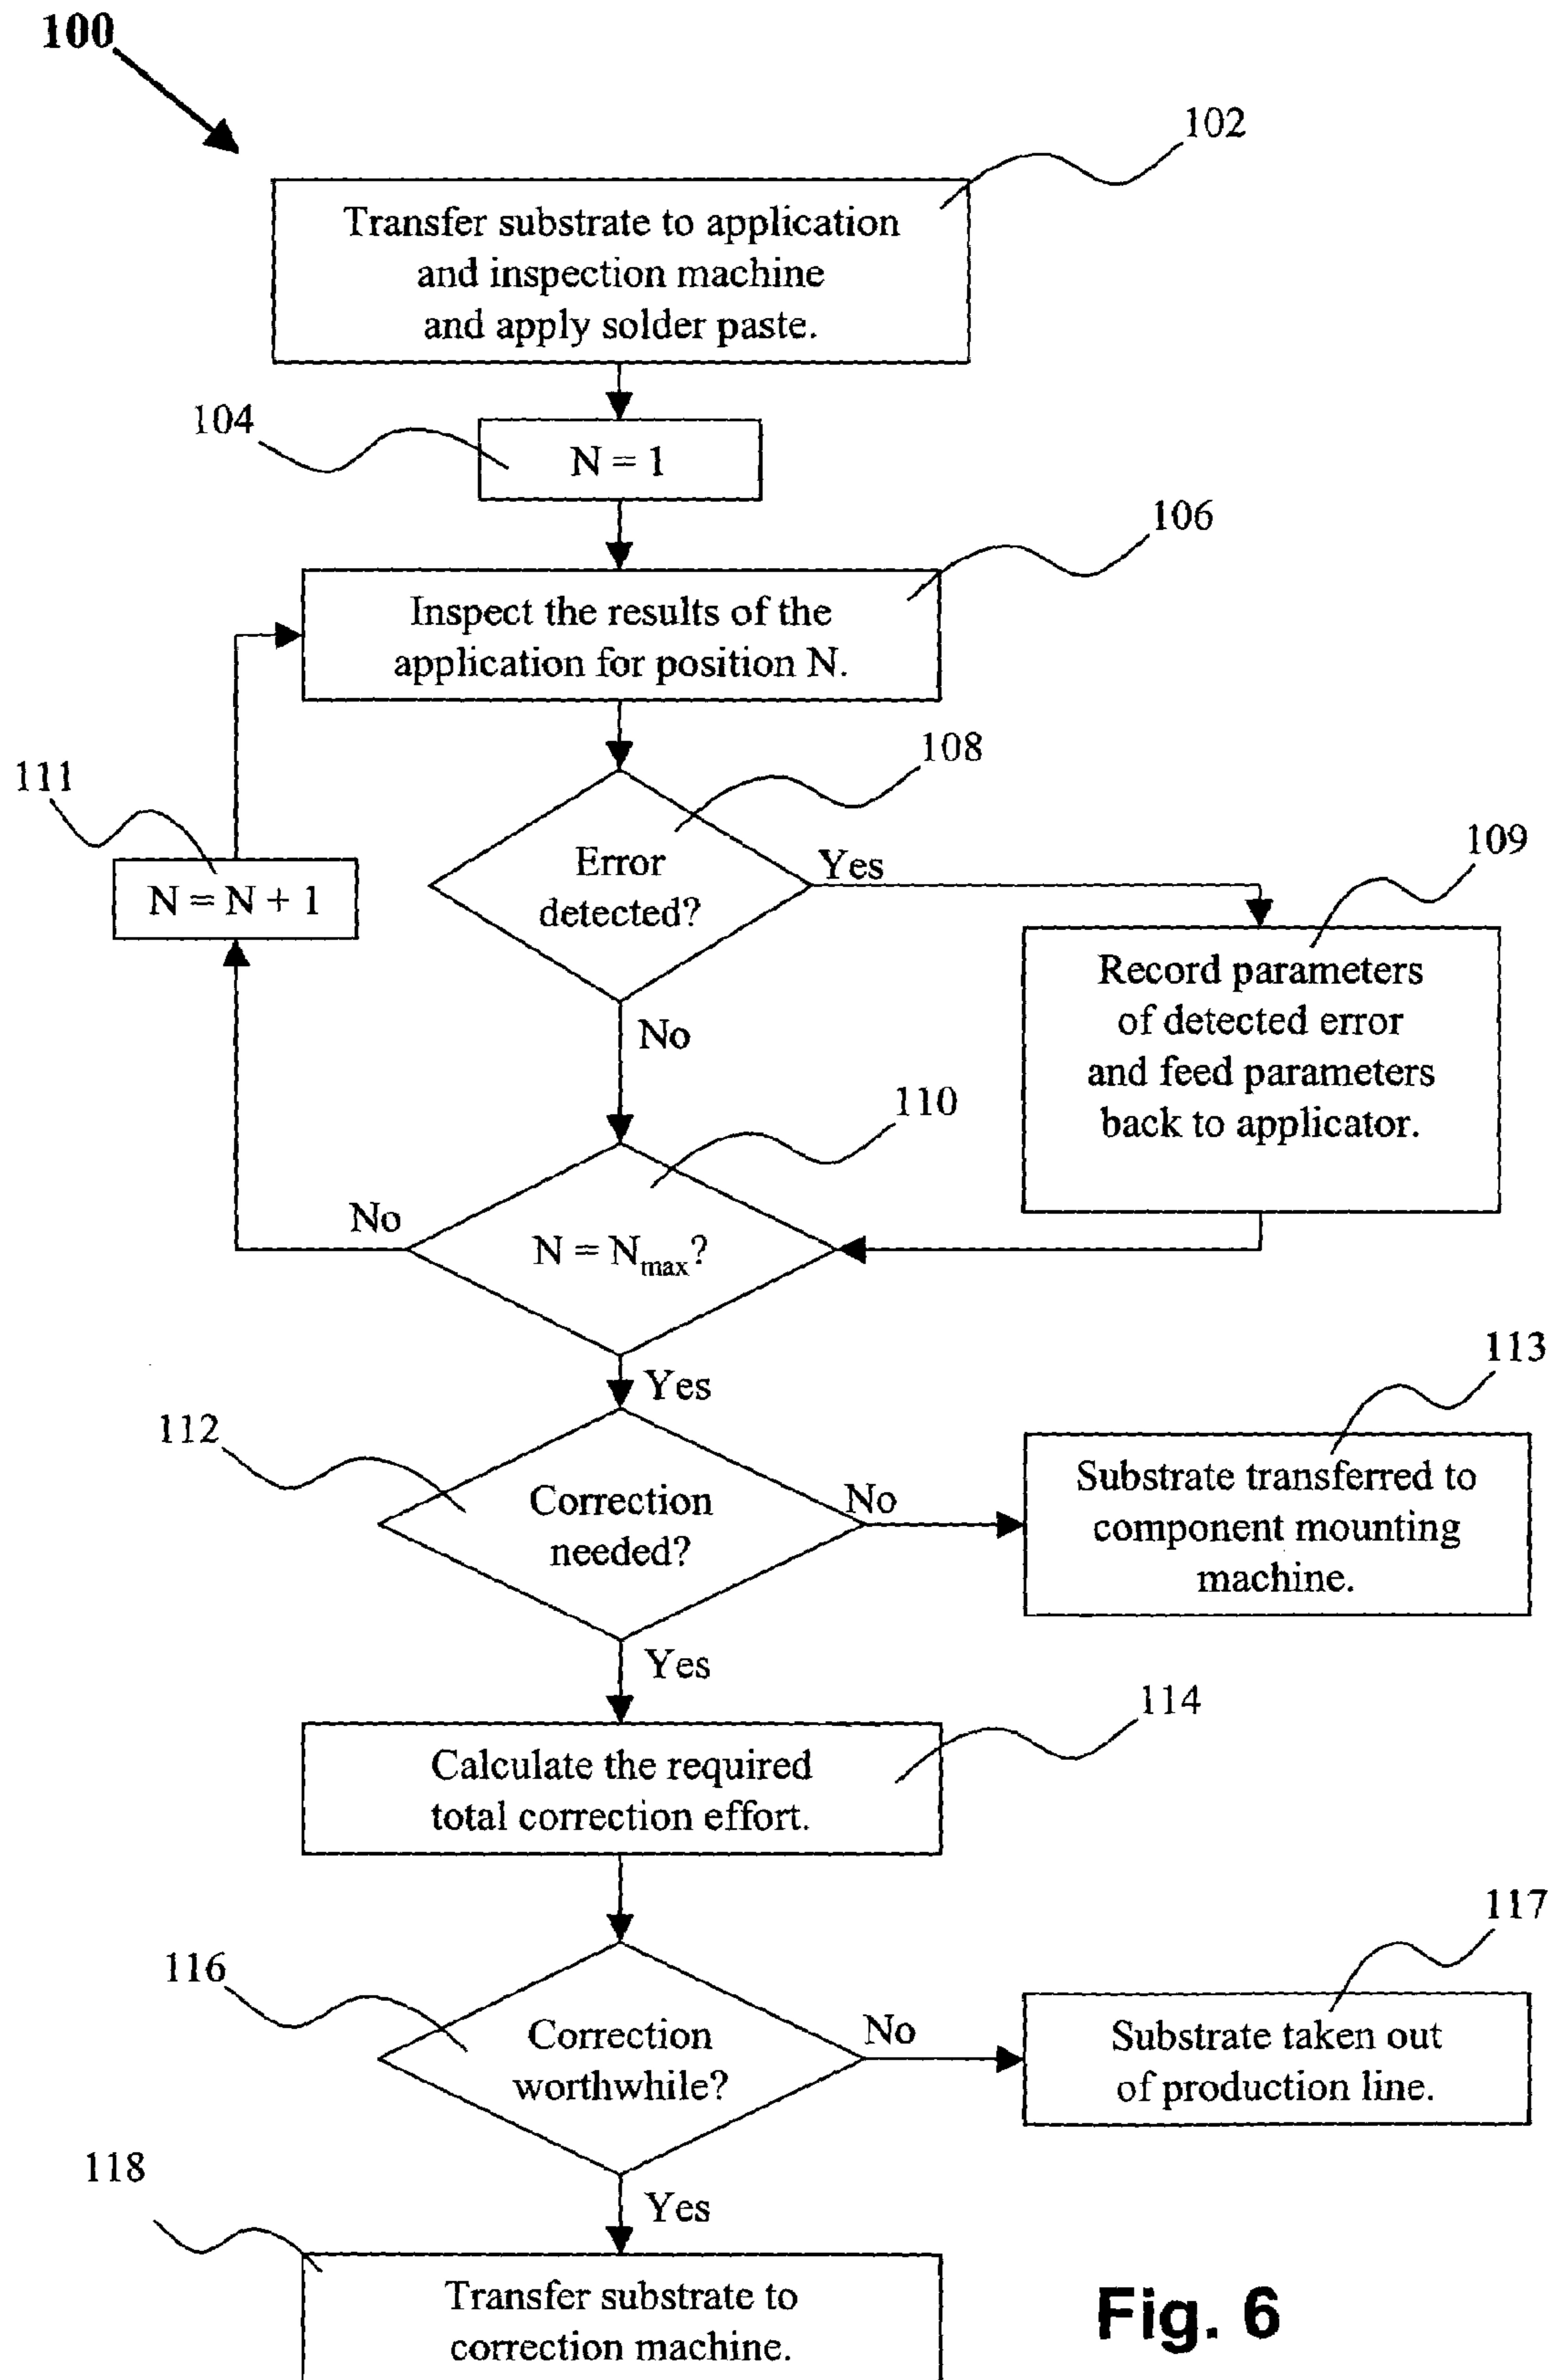 100
102
Transfer substrate to application
and inspection machine
and apply solder paste.
104
N = 1
106
Inspect the results of the
application for position N.
108
111
N = N + 1
Error
detected?
Yes
109
Record parameters
of detected error
and feed parameters
back to applicator.
No
110
No
N = Nmax?
Yes
113
112
Correction
needed?
No
Substrate transferred to
component mounting
machine.
Yes
114
Calculate the required
total correction effort.
117
116
Correction
worthwhile?
No
Substrate taken out
of production line.
118
Yes
Transfer substrate to
correction machine.
Fig. 6